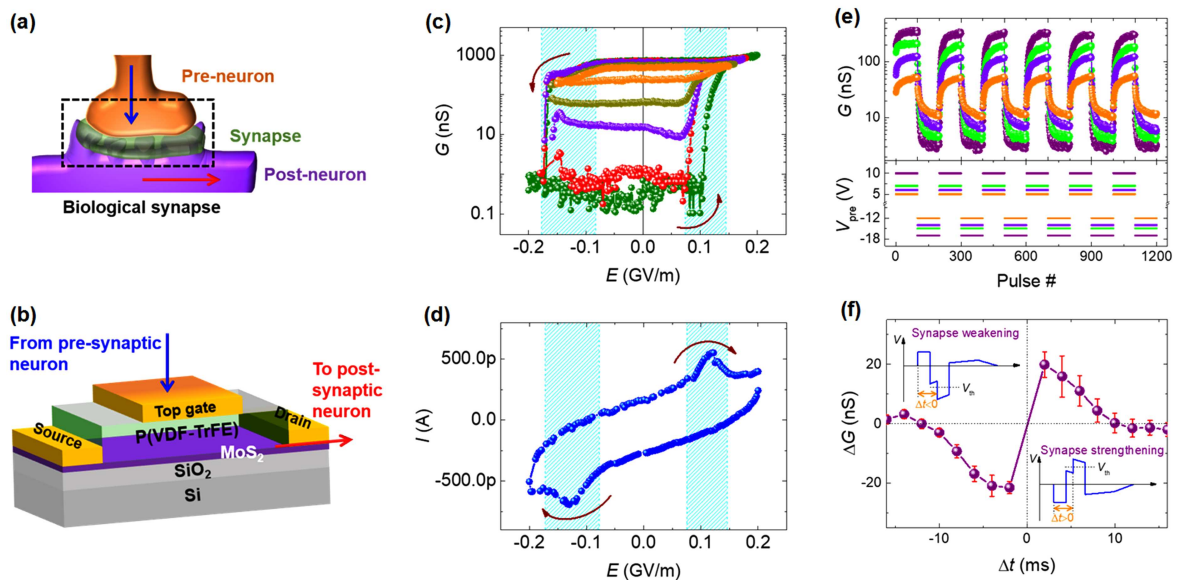 (a)
Pre-neuron
Synapse
Post-neuron
Biological synapse
(b)
From pre-synaptic
neuron
To post-
synaptic
neuron
Top gate
Source
Drain
P(VDF-TrFE)
MoS2
SiO2
Si
(c)
G (nS)
1000
10
0.1
-0.2 -0.1 0.0 0.1 0.2
E (GV/m)
(d)
I (A)
500.0p
0.0
-500.0p
-0.2 -0.1 0.0 0.1 0.2
E (GV/m)
(e)
G (nS)
100
10
Vpre (V)
10
5
-12
-18
0 300 600 900 1200
Pulse #
(f)
ΔG (nS)
20
0
-20
Synapse weakening
V
Vth
Δt<0
Synapse strengthening
V
Vth
Δt>0
-10 0 10
Δt (ms)